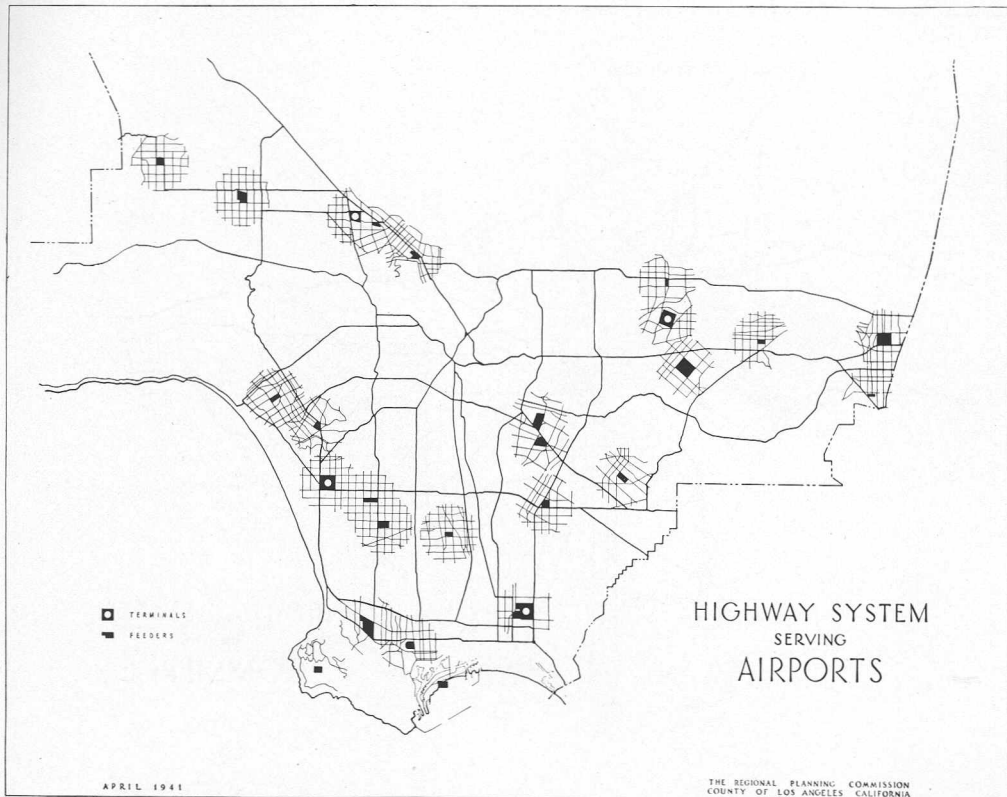 TERMINALS
FEEDERS
HIGHWAY SYSTEM
SERVING
AIRPORTS
APRIL 1941
THE REGIONAL PLANNING COMMISSION
COUNTY OF LOS ANGELES CALIFORNIA